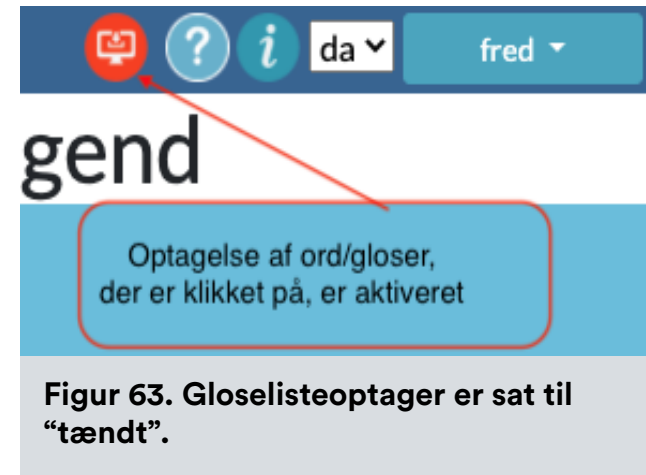 ? i da fred
gend
Optagelse af ord/gloser,
der er klikket på, er aktiveret
Figur 63. Gloselisteoptager er sat til
“tændt”.